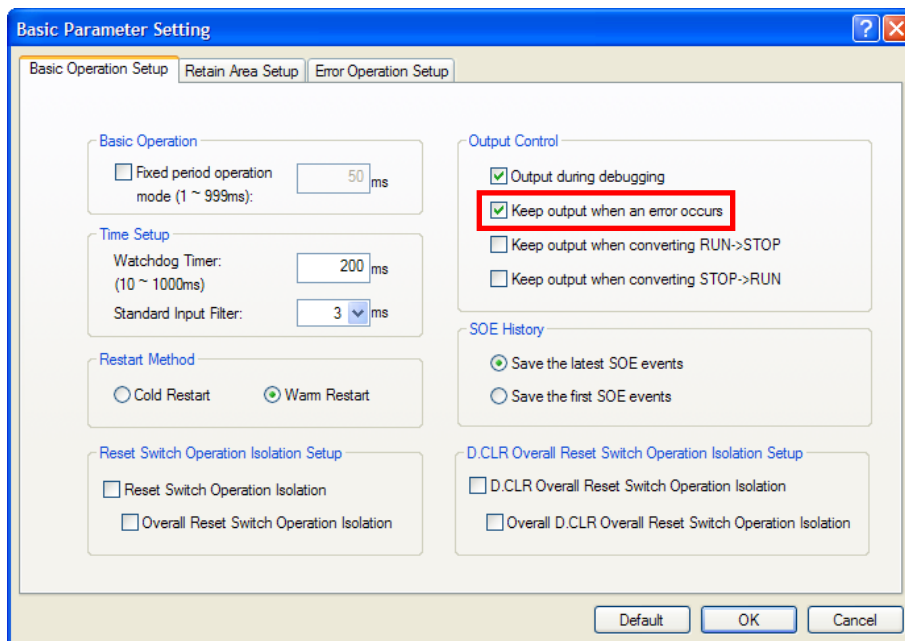 Basic Parameter Setting
Basic Operation Setup
Retain Area Setup
Error Operation Setup
Basic Operation
Fixed period operation
mode (1 ~ 999ms):
50 ms
Time Setup
Watchdog Timer:
(10 ~ 1000ms)
200 ms
Standard Input Filter:
3 ms
Restart Method
Cold Restart
Warm Restart
Reset Switch Operation Isolation Setup
Reset Switch Operation Isolation
Overall Reset Switch Operation Isolation
Output Control
Output during debugging
Keep output when an error occurs
Keep output when converting RUN->STOP
Keep output when converting STOP->RUN
SOE History
Save the latest SOE events
Save the first SOE events
D.CLR Overall Reset Switch Operation Isolation Setup
D.CLR Overall Reset Switch Operation Isolation
Overall D.CLR Overall Reset Switch Operation Isolation
Default
OK
Cancel